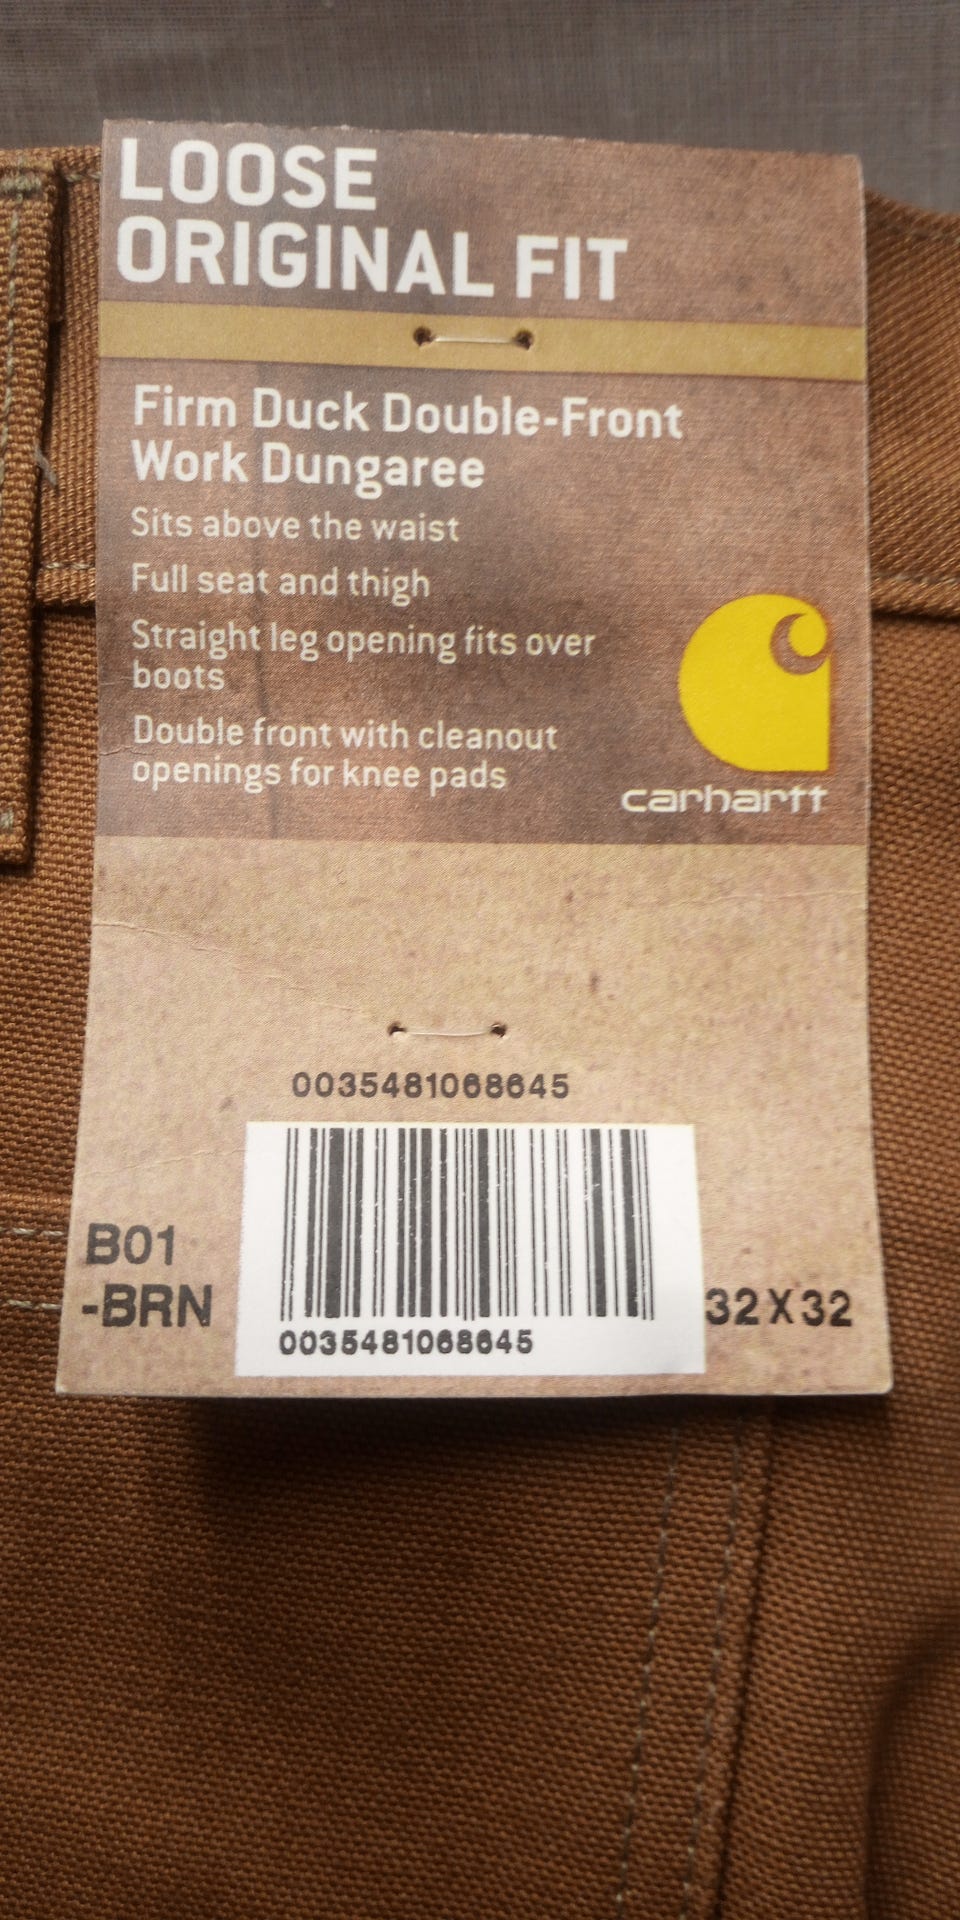 LOOSE
ORIGINAL FIT
Firm Duck Double-Front
Work Dungaree
Sits above the waist
Full seat and thigh
Straight leg opening fits over
boots
Double front with cleanout
openings for knee pads
carhartt
0035481068645
B01
-BRN
32X32
0035481068645